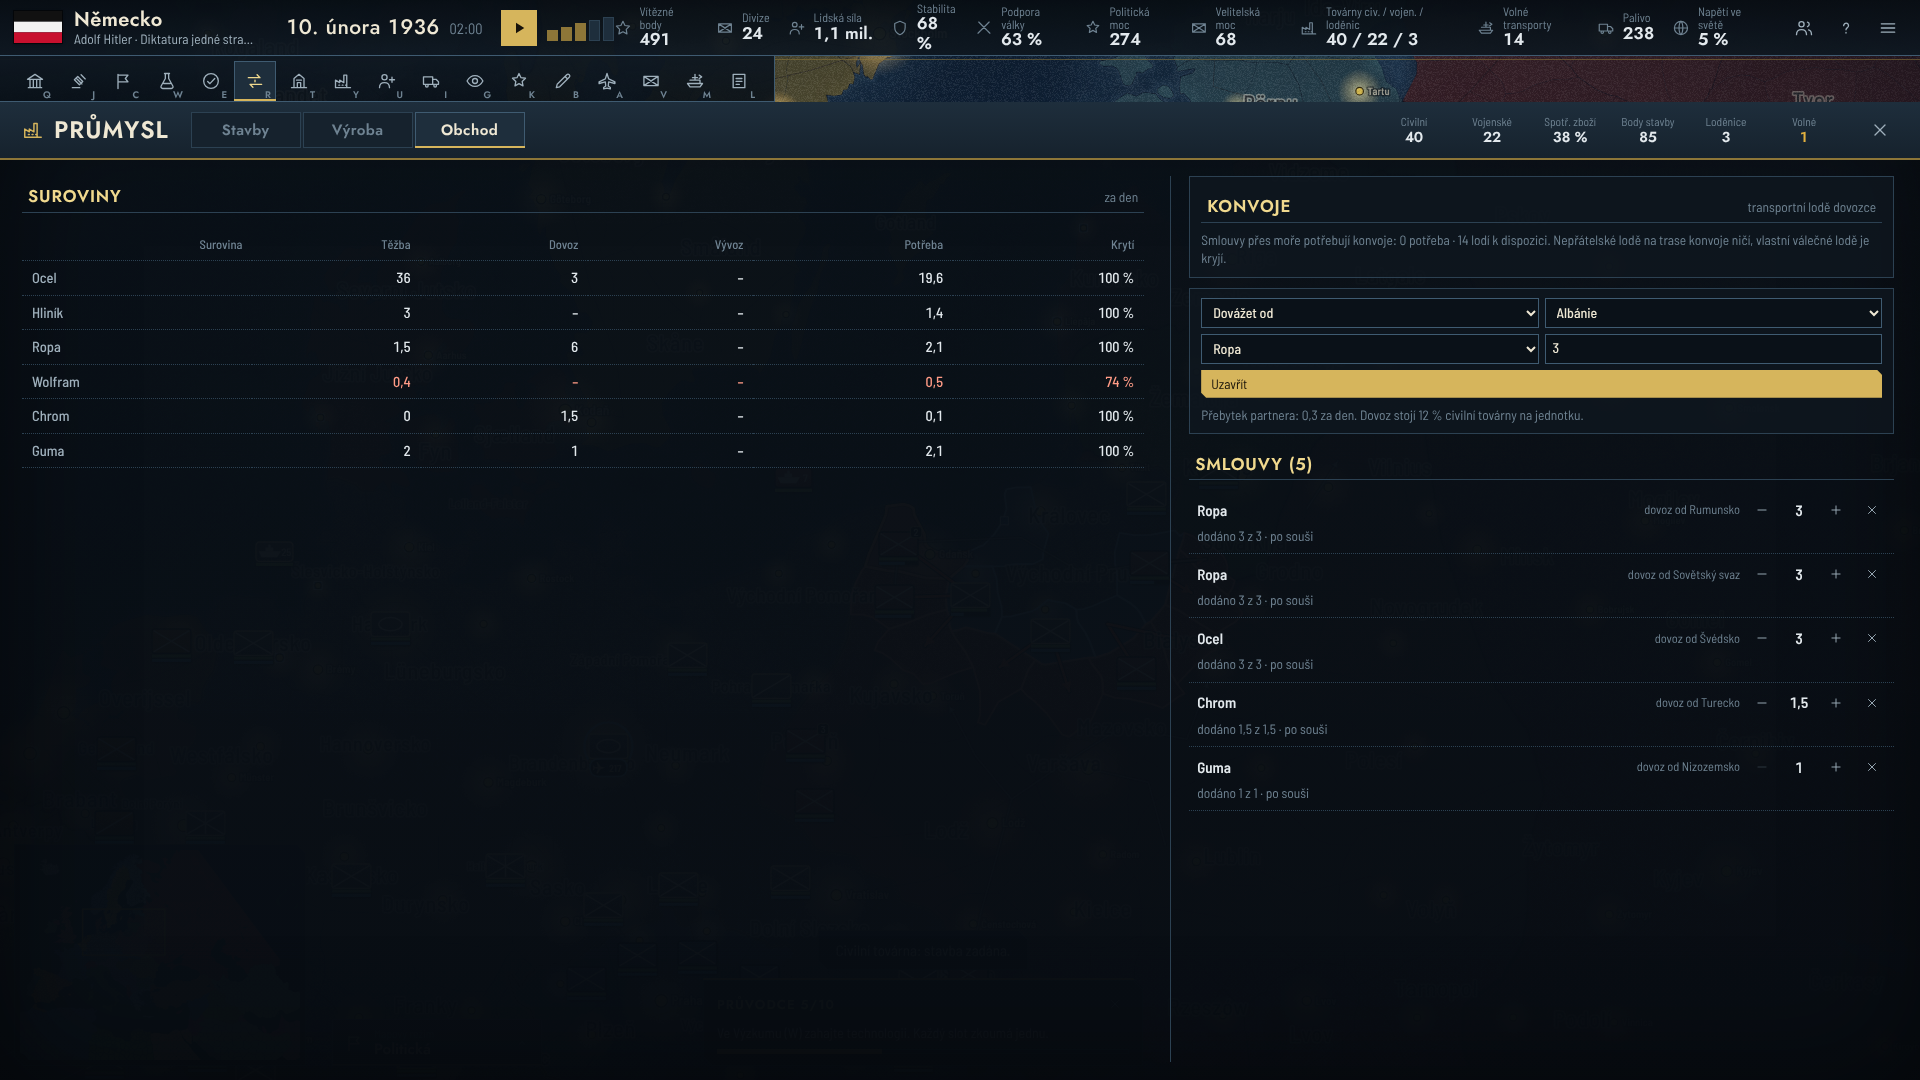 Německo
Adolf Hitler · Diktatura jedné stra...
10. února 1936 02:00
Vítězné body 491
Divize 24
Lidská síla 1,1 mil.
Stabilita 68 %
Podpora války 63 %
Politická moc 274
Velitelská moc 68
Továrny civ. / vojen. / loděnic 40 / 22 / 3
Volné transporty 14
Palivo 238
Napětí ve světě 5 %
?
Q J C W E R T Y U I G K B A V M L
Tartu
PRŮMYSL
Stavby
Výroba
Obchod
Civilní 40
Vojenské 22
Spotř. zboží 38 %
Body stavby 85
Loděnice 3
Volné 1
SUROVINY
za den
Surovina Těžba Dovoz Vývoz Potřeba Krytí
Ocel 36 3 – 19,6 100 %
Hliník 3 – – 1,4 100 %
Ropa 1,5 6 – 2,1 100 %
Wolfram 0,4 – – 0,5 74 %
Chrom 0 1,5 – 0,1 100 %
Guma 2 1 – 2,1 100 %
KONVOJE
transportní lodě dovozce
Smlouvy přes moře potřebují konvoje: 0 potřeba · 14 lodí k dispozici. Nepřátelské lodě na trase konvoje ničí, vlastní válečné lodě je
kryjí.
Dovážet od
Albánie
Ropa
3
Uzavřít
Přebytek partnera: 0,3 za den. Dovoz stojí 12 % civilní továrny na jednotku.
SMLOUVY (5)
Ropa dovoz od Rumunsko − 3 + ×
dodáno 3 z 3 · po souši
Ropa dovoz od Sovětský svaz − 3 + ×
dodáno 3 z 3 · po souši
Ocel dovoz od Švédsko − 3 + ×
dodáno 3 z 3 · po souši
Chrom dovoz od Turecko − 1,5 + ×
dodáno 1,5 z 1,5 · po souši
Guma dovoz od Nizozemsko − 1 + ×
dodáno 1 z 1 · po souši